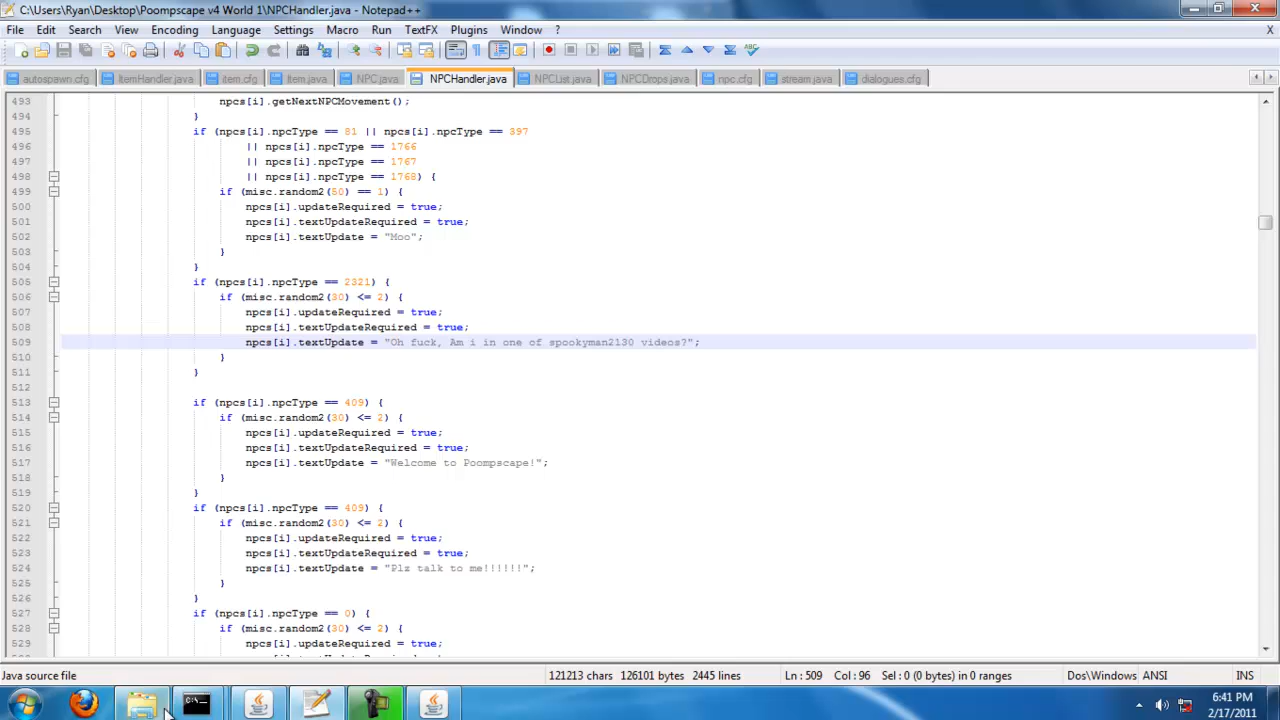 C:\Users\Ryan\Desktop\Poompscape v4 World 1\NPCHandler.java - Notepad++
File Edit Search View Encoding Language Settings Macro Run TextFX Plugins Window ? X
autospawn.cfg ItemHandler.java item.cfg Item.java NPC.java NPCHandler.java NPCList.java NPCDrops.java npc.cfg stream.java dialogues.cfg
493 npcs[i].getNextNPCMovement();
494 }
495 if (npcs[i].npcType == 81 || npcs[i].npcType == 397
496 || npcs[i].npcType == 1766
497 || npcs[i].npcType == 1767
498 || npcs[i].npcType == 1768) {
499 if (misc.random2(50) == 1) {
500 npcs[i].updateRequired = true;
501 npcs[i].textUpdateRequired = true;
502 npcs[i].textUpdate = "Moo";
503 }
504 }
505 if (npcs[i].npcType == 2321) {
506 if (misc.random2(30) <= 2) {
507 npcs[i].updateRequired = true;
508 npcs[i].textUpdateRequired = true;
509 npcs[i].textUpdate = "Oh fuck, Am i in one of spookyman2130 videos?";
510 }
511 }
512
513 if (npcs[i].npcType == 409) {
514 if (misc.random2(30) <= 2) {
515 npcs[i].updateRequired = true;
516 npcs[i].textUpdateRequired = true;
517 npcs[i].textUpdate = "Welcome to Poompscape!";
518 }
519 }
520 if (npcs[i].npcType == 409) {
521 if (misc.random2(30) <= 2) {
522 npcs[i].updateRequired = true;
523 npcs[i].textUpdateRequired = true;
524 npcs[i].textUpdate = "Plz talk to me!!!!!!";
525 }
526 }
527 if (npcs[i].npcType == 0) {
528 if (misc.random2(30) <= 2) {
529 npcs[i].updateRequired = true;
Java source file 121213 chars 126101 bytes 2445 lines Ln : 509 Col : 96 Sel : 0 (0 bytes) in 0 ranges Dos\Windows ANSI INS
6:41 PM
2/17/2011